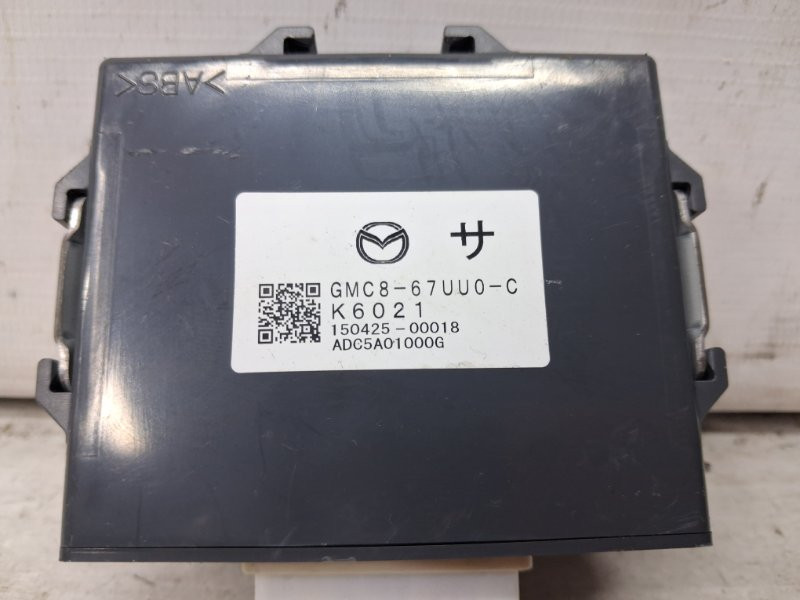 >ABS<
サ
GMC8-67UU0-C
K6021
150425-00018
ADC5A01000G